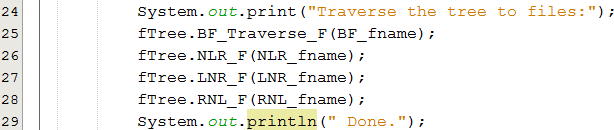 24 System.out.print("Traverse the tree to files:");
25 fTree.BF_Traverse_F(BF_fname);
26 fTree.NLR_F(NLR_fname);
27 fTree.LNR_F(LNR_fname);
28 fTree.RNL_F(RNL_fname);
29 System.out.println(" Done.");